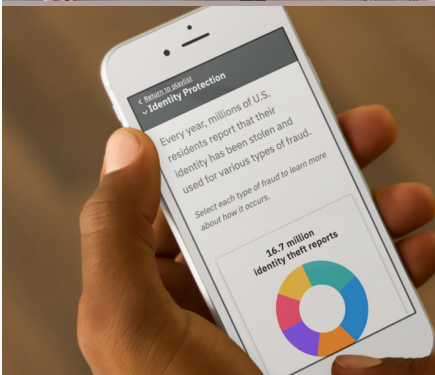 Return to playlist
Identity Protection
Every year, millions of U.S.
residents report that their
identity has been stolen and
used for various types of fraud.
Select each type of fraud to learn more
about how it occurs.
16.7 million
identity theft reports